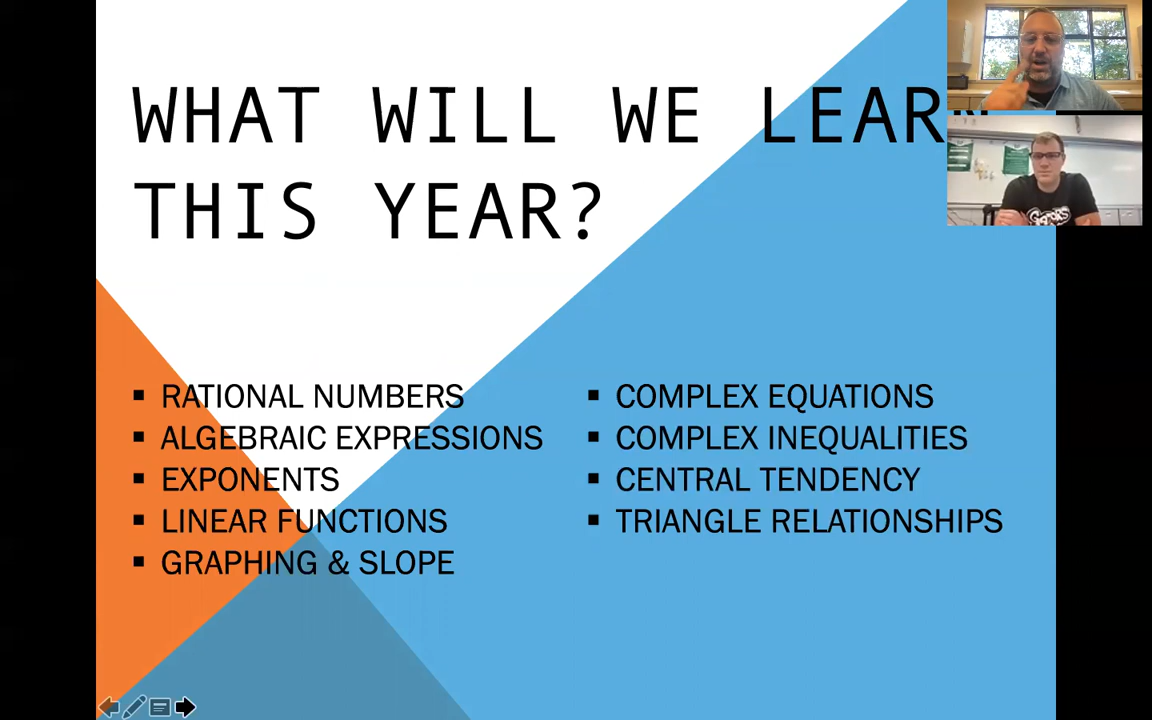 WHAT WILL WE LEARN
THIS YEAR?
RATIONAL NUMBERS
ALGEBRAIC EXPRESSIONS
EXPONENTS
LINEAR FUNCTIONS
GRAPHING & SLOPE
COMPLEX EQUATIONS
COMPLEX INEQUALITIES
CENTRAL TENDENCY
TRIANGLE RELATIONSHIPS